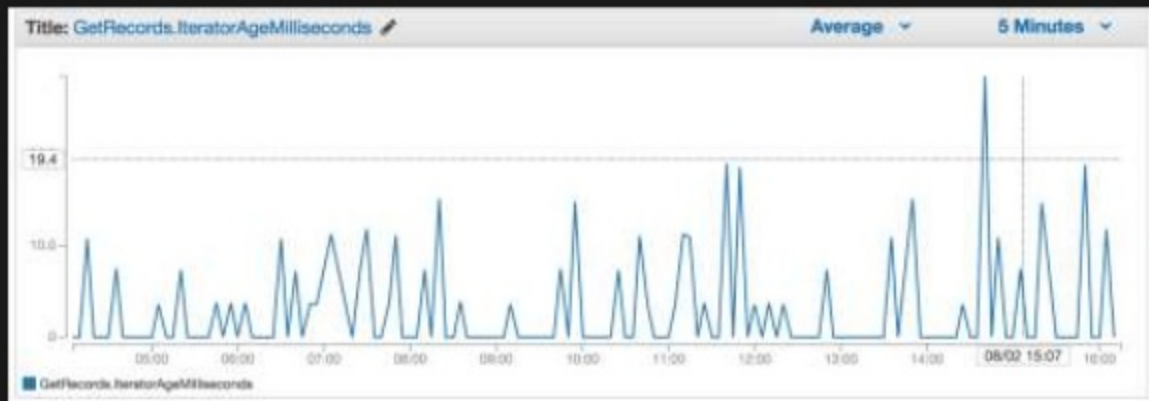 Title: GetRecords.IteratorAgeMilliseconds
Average
5 Minutes
19.4
10.0
0
05:00 06:00 07:00 08:00 09:00 10:00 11:00 12:00 13:00 14:00 08/02 15:07 16:00
GetRecords.IteratorAgeMilliseconds